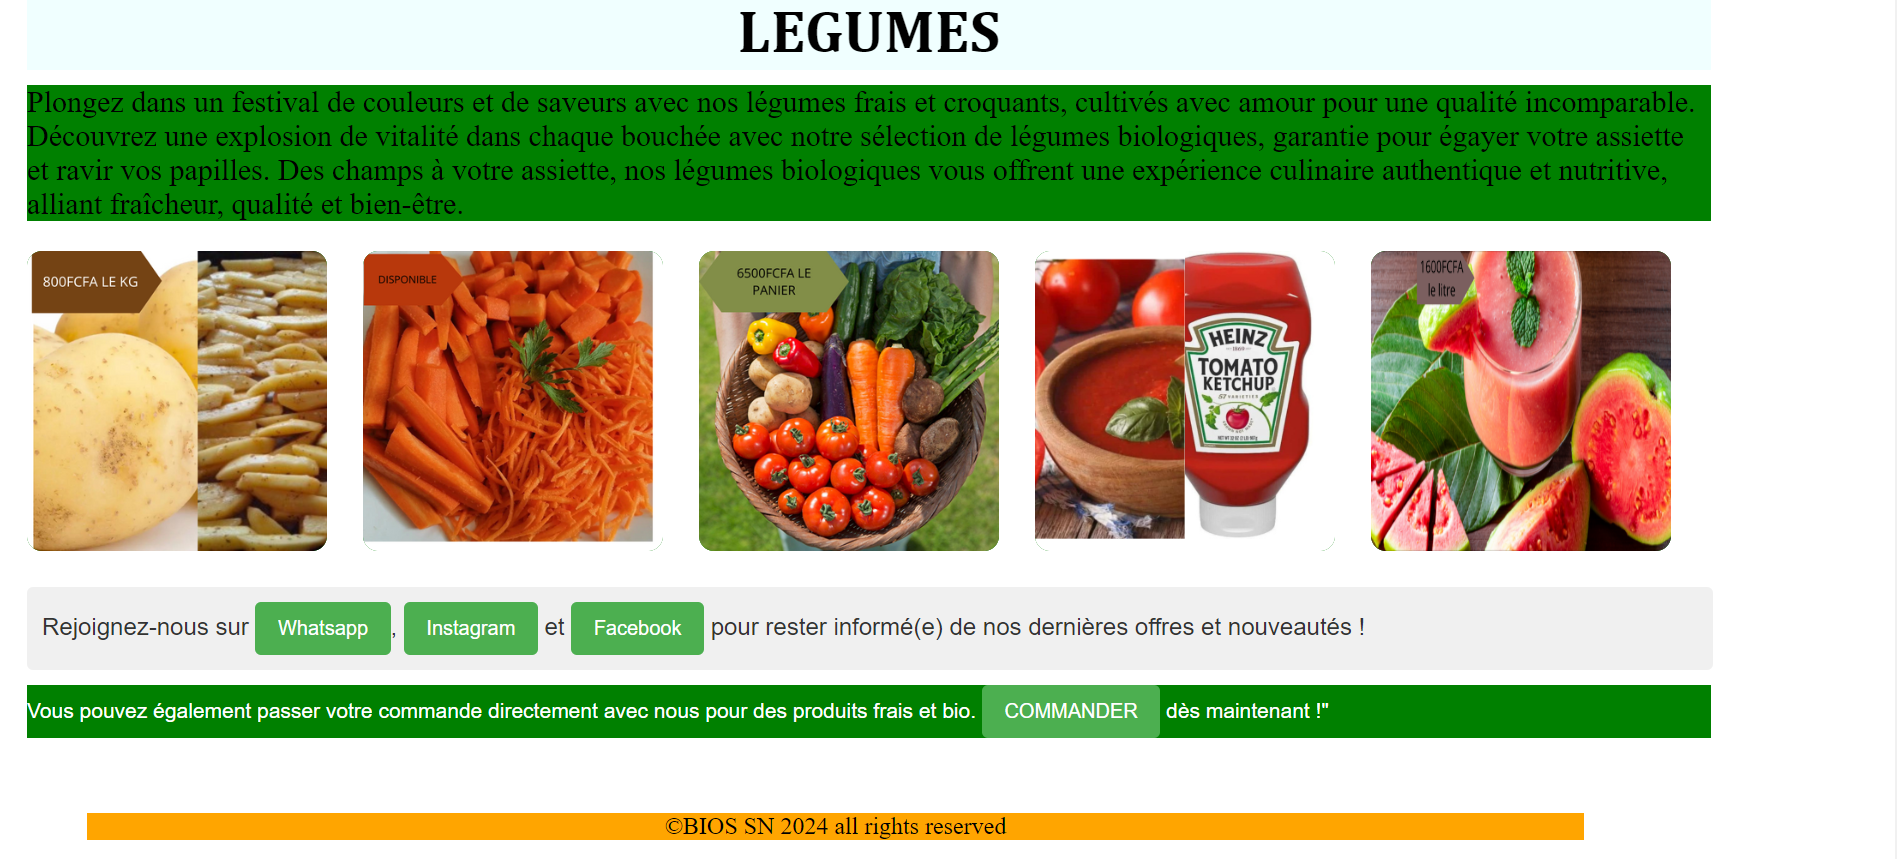 LEGUMES
Plongez dans un festival de couleurs et de saveurs avec nos légumes frais et croquants, cultivés avec amour pour une qualité incomparable.
Découvrez une explosion de vitalité dans chaque bouchée avec notre sélection de légumes biologiques, garantie pour égayer votre assiette
et ravir vos papilles. Des champs à votre assiette, nos légumes biologiques vous offrent une expérience culinaire authentique et nutritive,
alliant fraîcheur, qualité et bien-être.
800FCFA LE KG
DISPONIBLE
6500FCFA LE
PANIER
HEINZ
TOMATO
KETCHUP
57 VARIETIES
1600FCFA
le litre
Rejoignez-nous sur Whatsapp, Instagram et Facebook pour rester informé(e) de nos dernières offres et nouveautés !
Vous pouvez également passer votre commande directement avec nous pour des produits frais et bio. COMMANDER dès maintenant !"
©BIOS SN 2024 all rights reserved